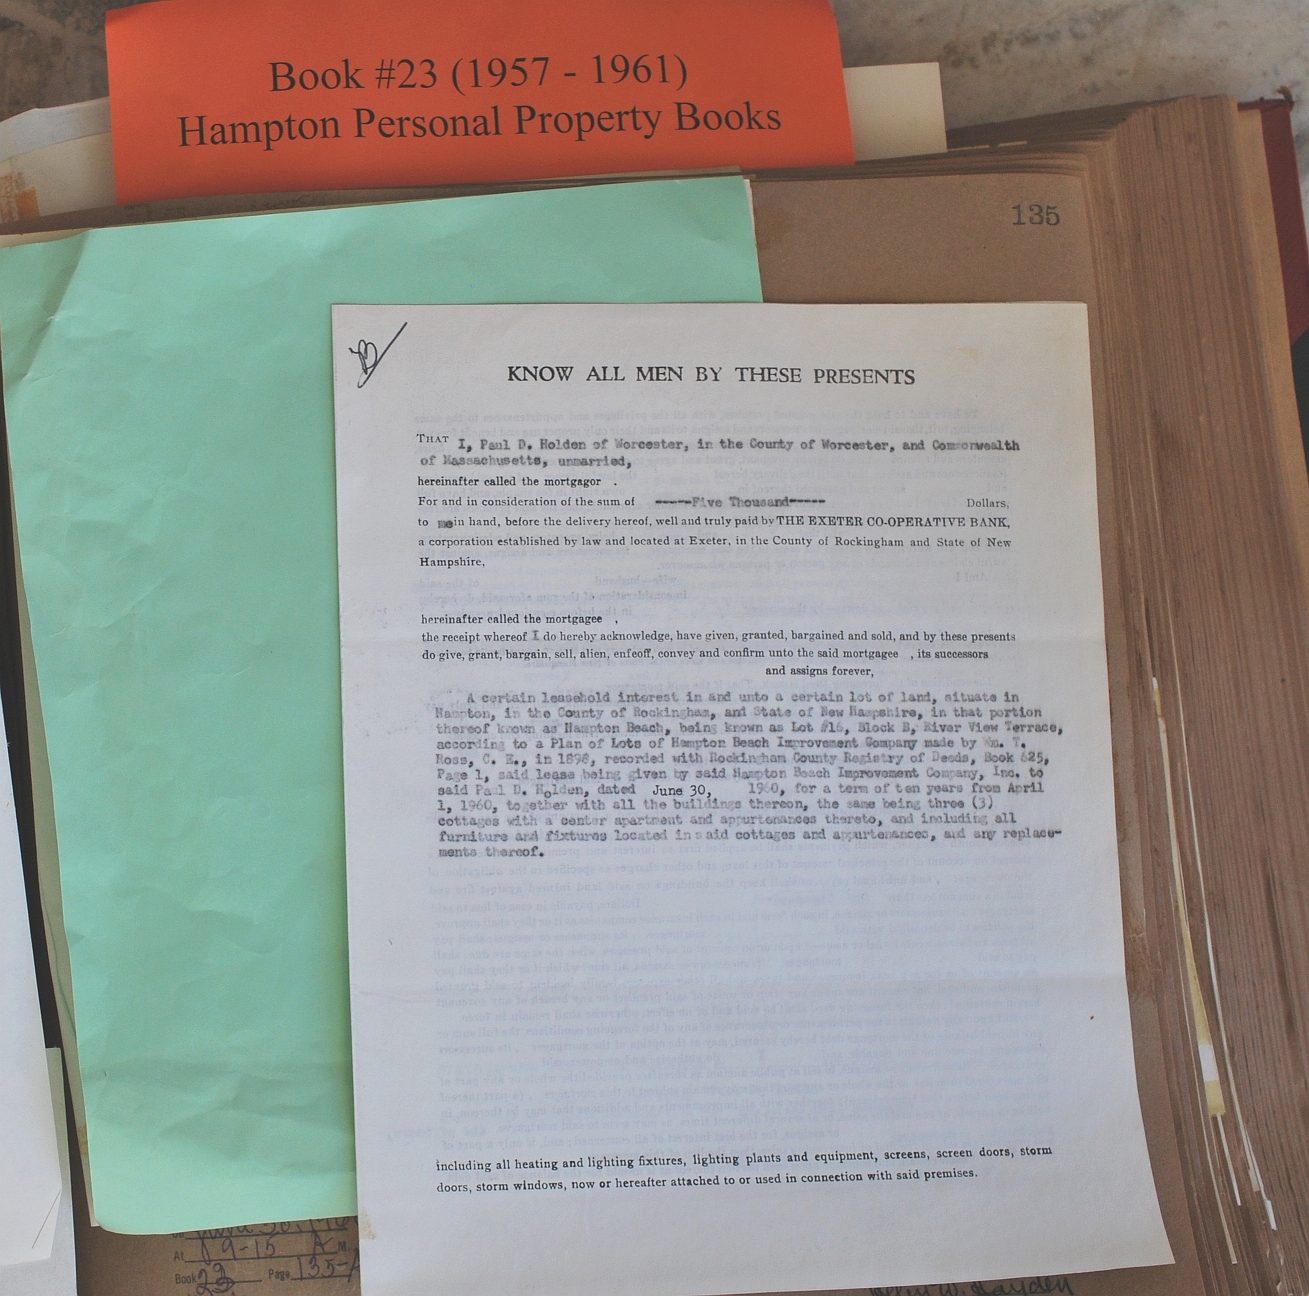 Book #23 (1957 - 1961)
Hampton Personal Property Books
135
B
KNOW ALL MEN BY THESE PRESENTS
THAT I, Paul D. Holden of Worcester, in the County of Worcester, and Commonwealth
of Massachusetts, unmarried,
hereinafter called the mortgagor .
For and in consideration of the sum of -----Five Thousand----- Dollars,
to me in hand, before the delivery hereof, well and truly paid by THE EXETER CO-OPERATIVE BANK,
a corporation established by law and located at Exeter, in the County of Rockingham and State of New
Hampshire,
hereinafter called the mortgagee ,
the receipt whereof I do hereby acknowledge, have given, granted, bargained and sold, and by these presents
do give, grant, bargain, sell, alien, enfeoff, convey and confirm unto the said mortgagee , its successors
and assigns forever,
A certain leasehold interest in and unto a certain lot of land, situate in
Hampton, in the County of Rockingham, and State of New Hampshire, in that portion
thereof known as Hampton Beach, being known as Lot #16, Block B, River View Terrace,
according to a Plan of Lots of Hampton Beach Improvement Company made by Wm. T.
Ross, C. E., in 1898, recorded with Rockingham County Registry of Deeds, Book 625,
Page 1, said lease being given by said Hampton Beach Improvement Company, Inc. to
said Paul D. Holden, dated June 30, 1960, for a term of ten years from April
1, 1960, together with all the buildings thereon, the same being three (3)
cottages with a center apartment and appurtenances thereto, and including all
furniture and fixtures located in said cottages and appurtenances, and any replace-
ments thereof.
including all heating and lighting fixtures, lighting plants and equipment, screens, screen doors, storm
doors, storm windows, now or hereafter attached to or used in connection with said premises.
At 9-15 A M.
Book 23 Page 135-A